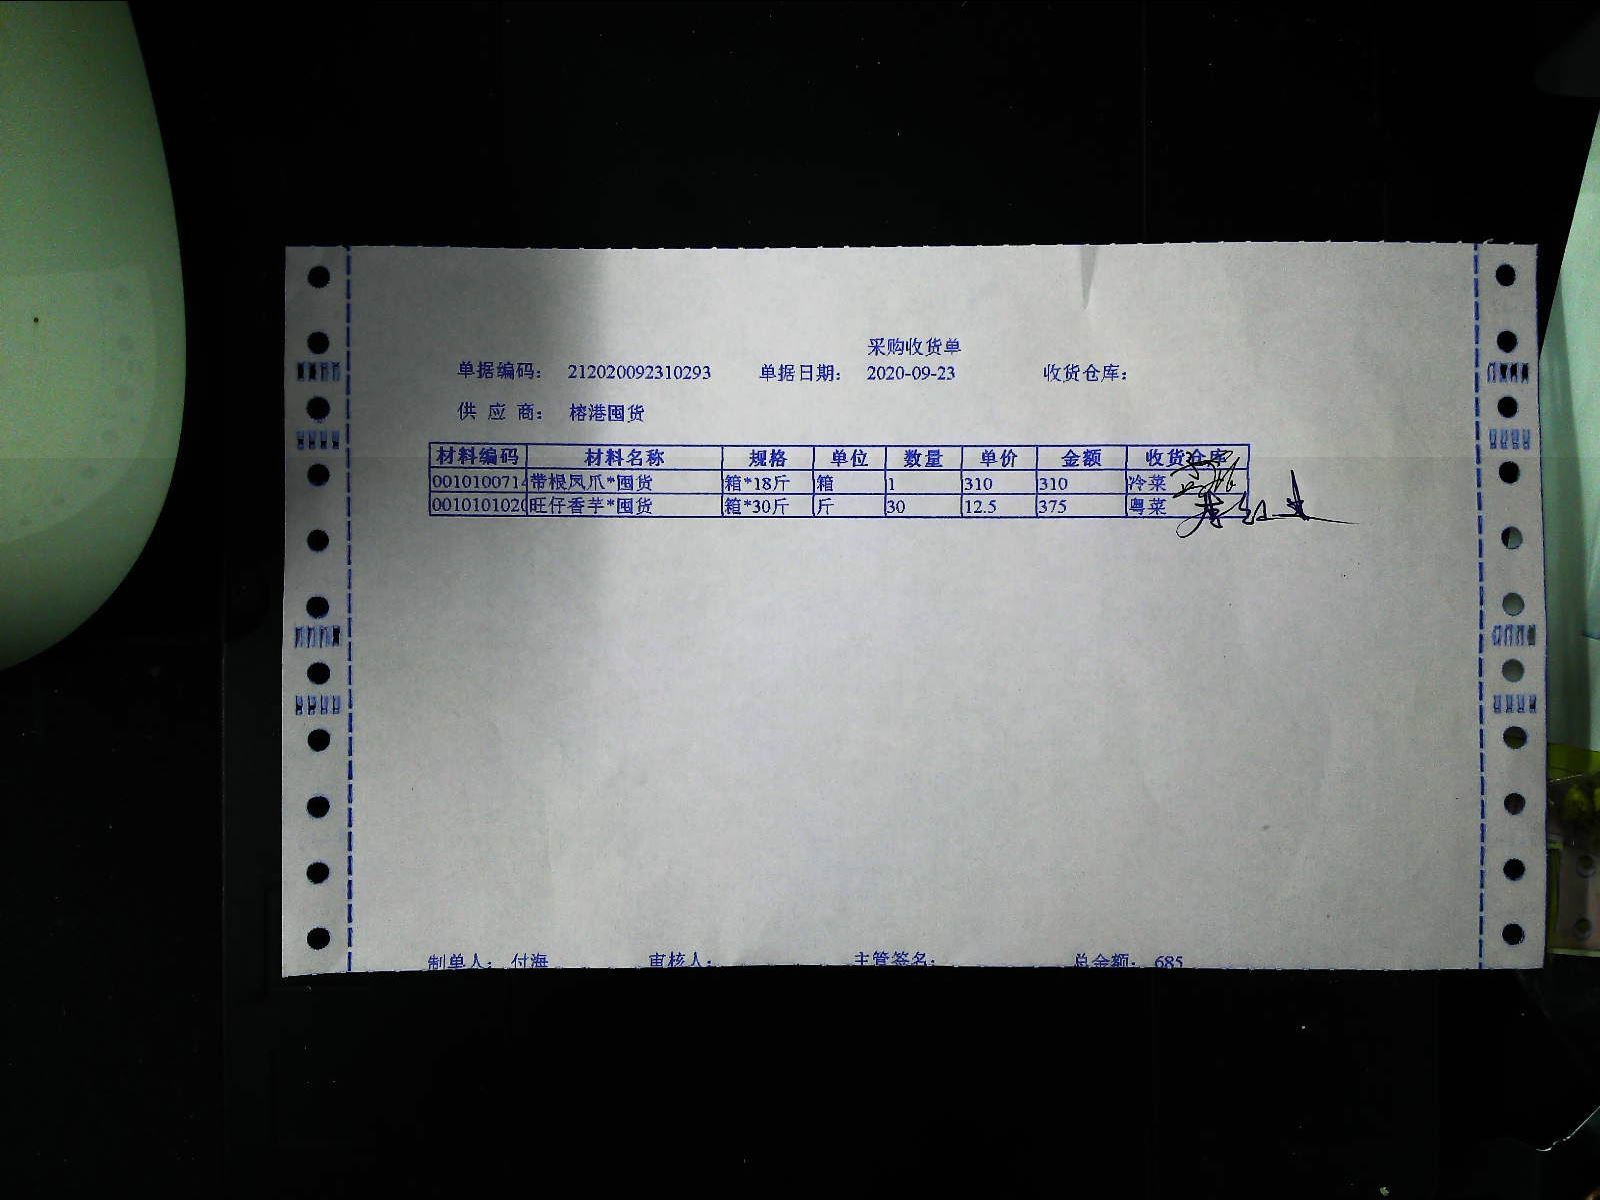 采购收货单
单据编码： 212020092310293 单据日期： 2020-09-23 收货仓库：
供 应 商： 榕港囤货
材料编码 材料名称 规格 单位 数量 单价 金额 收货仓库
0010100714 带根凤爪*囤货 箱*18斤 箱 1 310 310 冷菜
0010101020 旺仔香芋*囤货 箱*30斤 斤 30 12.5 375 粤菜
制单人： 付海 审核人： 主管签名： 总金额： 685